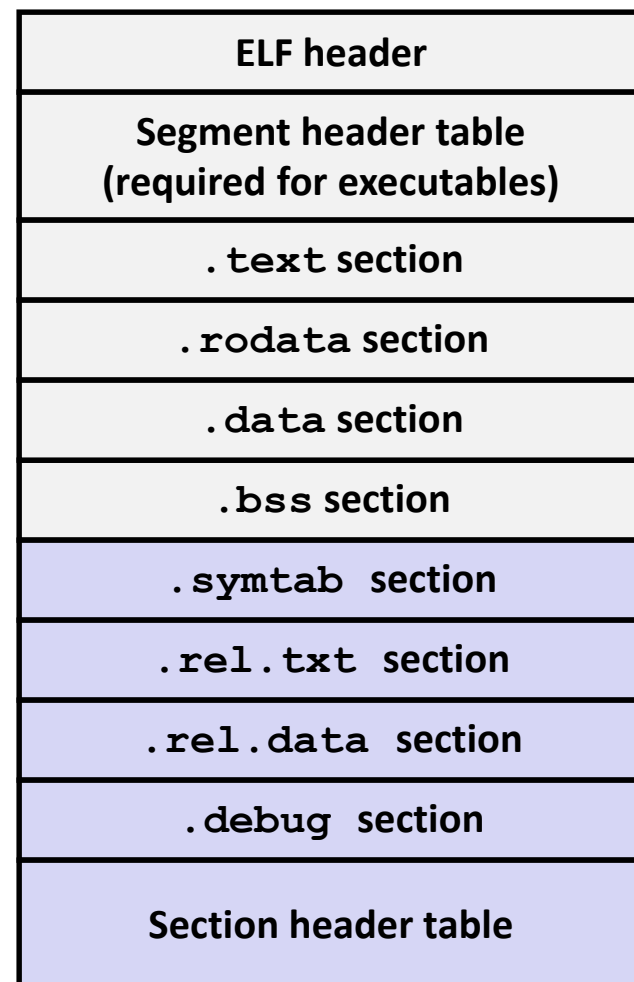 ELF header
Segment header table
(required for executables)
.text section
.rodata section
.data section
.bss section
.symtab section
.rel.txt section
.rel.data section
.debug section
Section header table